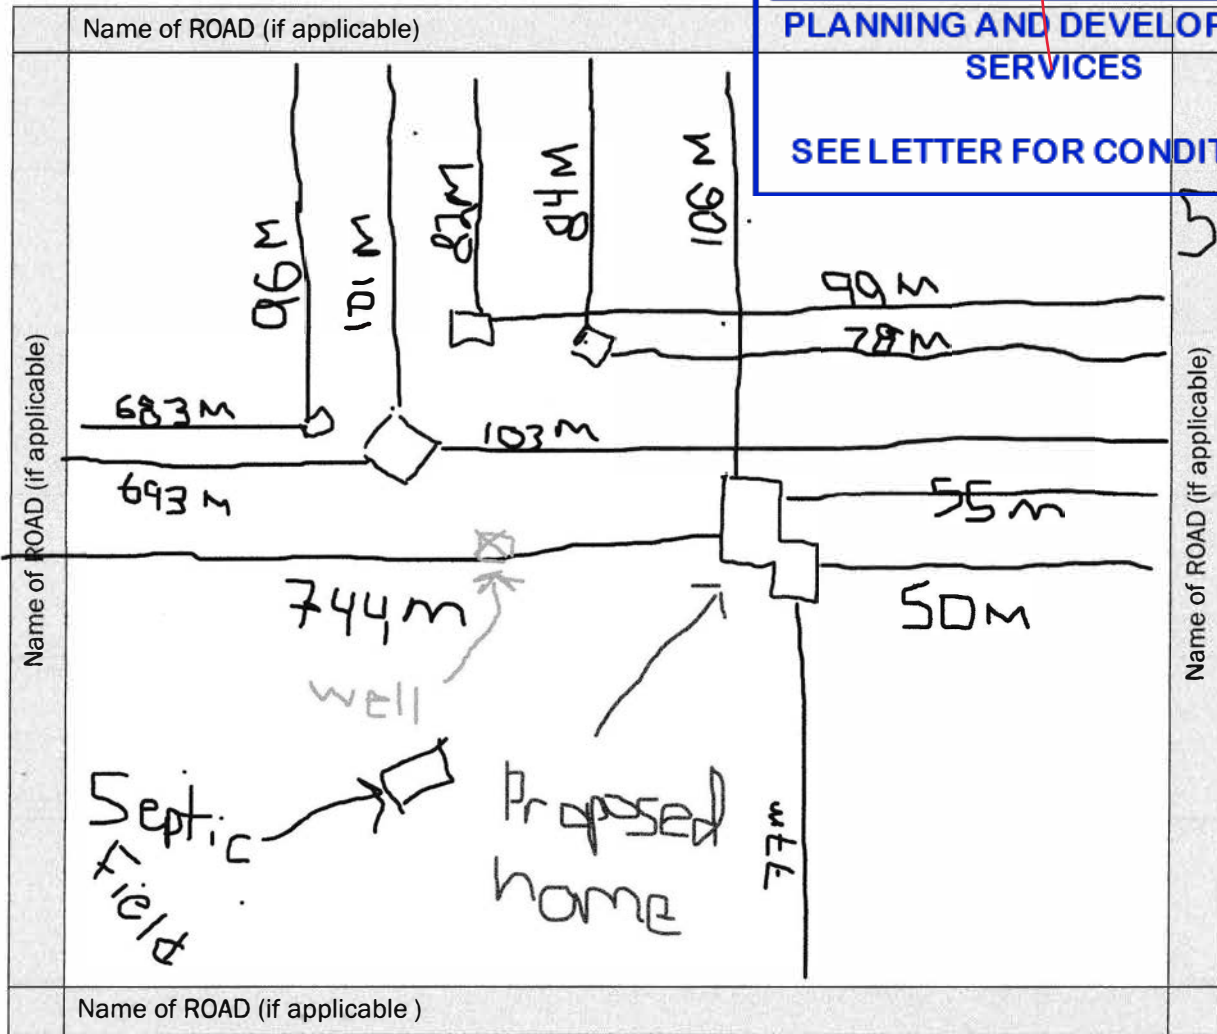 Name of ROAD (if applicable)
PLANNING AND DEVELOP
SERVICES
SEE LETTER FOR CONDIT
96 M
101 M
84 M
106 M
99 M
78 M
683 M
103 M
693 M
55 m
744 m
50 M
well
Septic
Field
Proposed
home
77 m
Name of ROAD (if applicable)
Name of ROAD (if applicable)
Name of ROAD (if applicable )